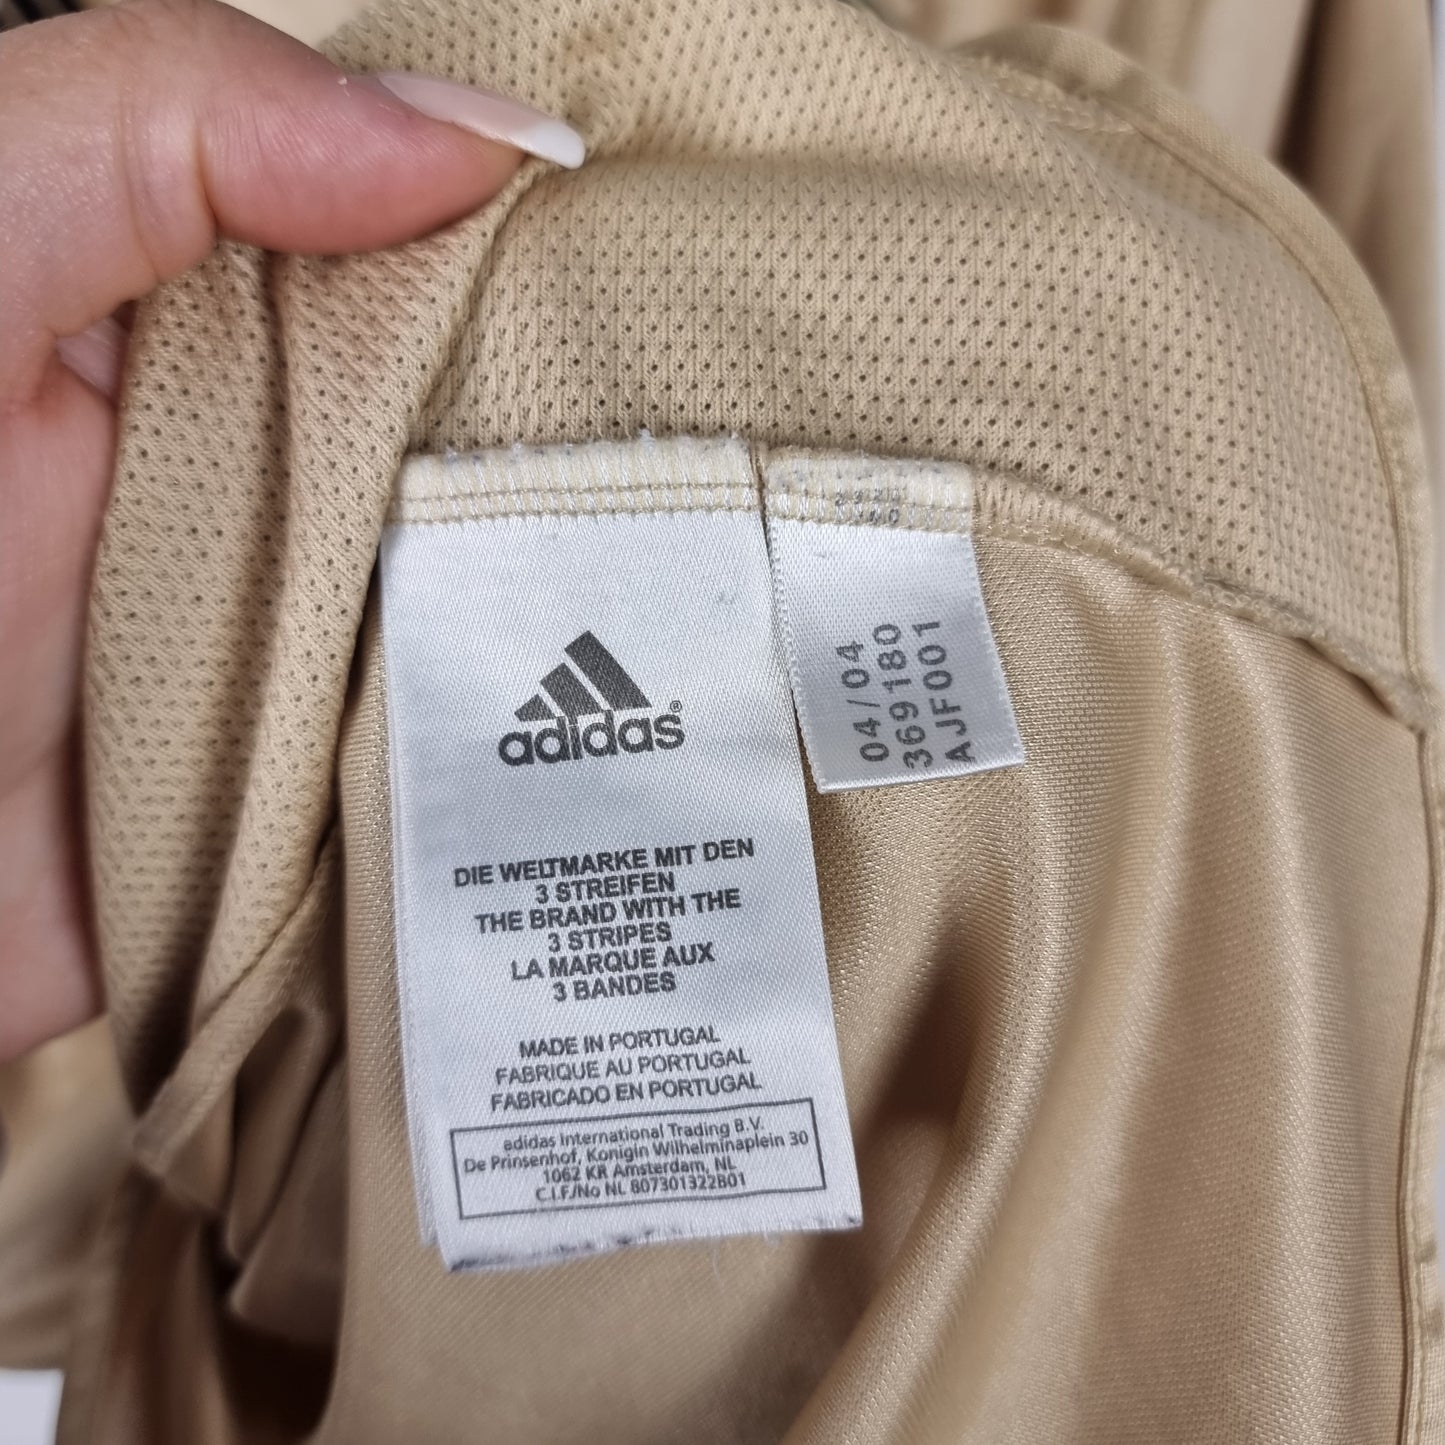 adidas®
DIE WELTMARKE MIT DEN
3 STREIFEN
THE BRAND WITH THE
3 STRIPES
LA MARQUE AUX
3 BANDES
MADE IN PORTUGAL
FABRIQUE AU PORTUGAL
FABRICADO EN PORTUGAL
adidas International Trading B.V.
De Prinsenhof, Konigin Wilhelminaplein 30
1062 KR Amsterdam, NL
C.I.F./No NL 807301322B01
04/04
369180
AJF001